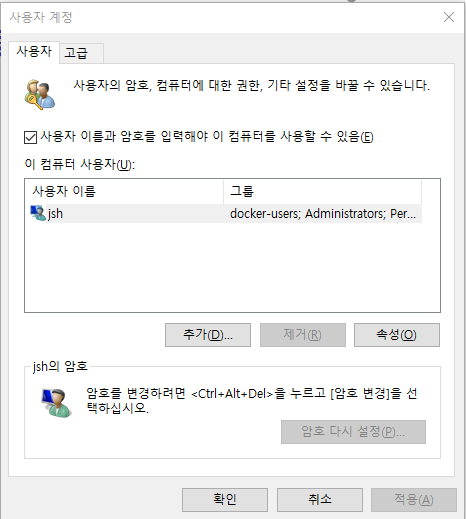 사용자 계정
사용자
고급
사용자의 암호, 컴퓨터에 대한 권한, 기타 설정을 바꿀 수 있습니다.
사용자 이름과 암호를 입력해야 이 컴퓨터를 사용할 수 있음(E)
이 컴퓨터 사용자(U):
사용자 이름 그룹
jsh docker-users; Administrators; Per...
추가(D)... 제거(R) 속성(O)
jsh의 암호
암호를 변경하려면 <Ctrl+Alt+Del>을 누르고 [암호 변경]을 선
택하십시오.
암호 다시 설정(P)...
확인 취소 적용(A)